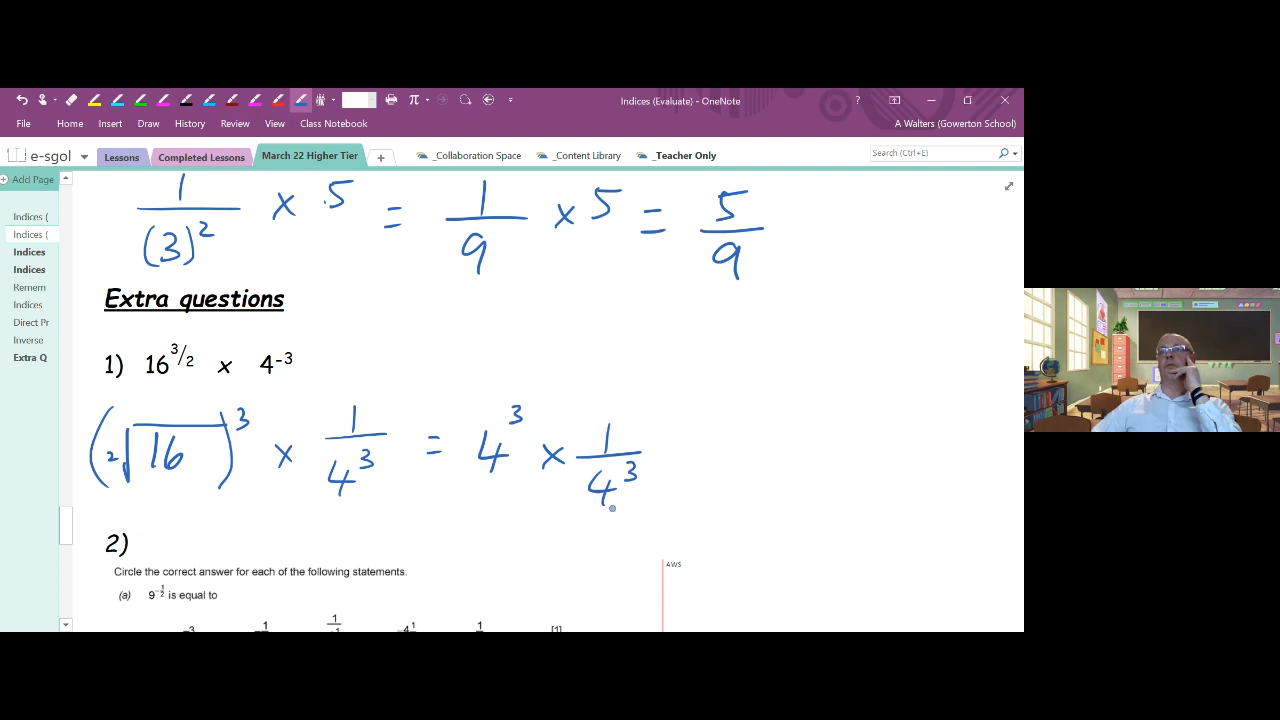 Indices (Evaluate) - OneNote
A Walters (Gowerton School)
File Home Insert Draw History Review View Class Notebook
e-sgol Lessons Completed Lessons March 22 Higher Tier + _Collaboration Space _Content Library _Teacher Only Search (Ctrl+E)
Add Page
Indices (
Indices (
Indices
Indices
Remem
Indices
Direct Pr
Inverse
Extra Q
1/(3)² x 5 = 1/9 x 5 = 5/9
Extra questions
1) 16^3/2 x 4^-3
(²√16)³ x 1/4³ = 4³ x 1/4³
2)
Circle the correct answer for each of the following statements.
(a) 9^-1/2 is equal to
4WS
[1]